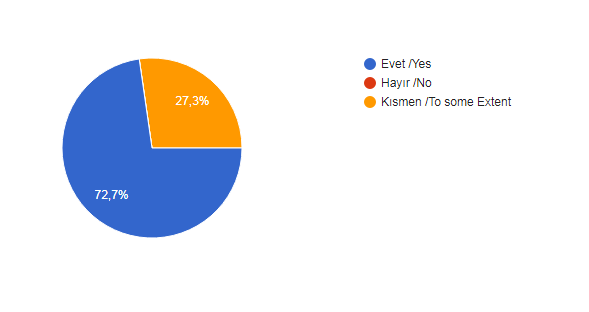 Evet /Yes
Hayır /No
Kısmen /To some Extent
27,3%
72,7%